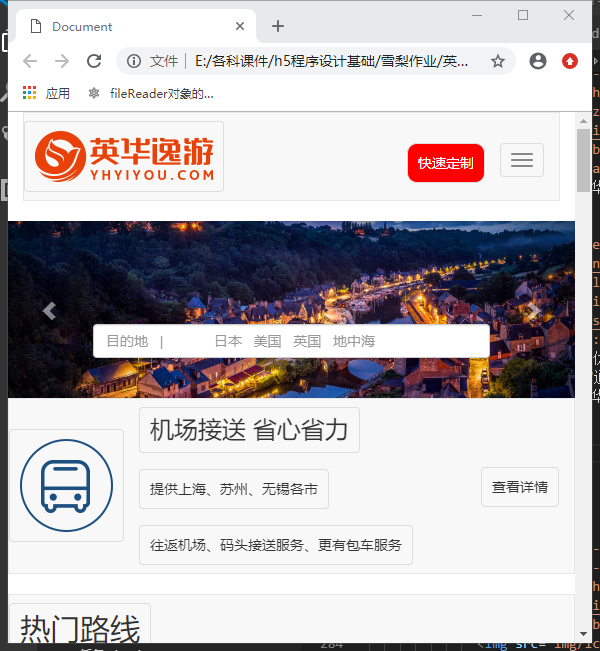 Document
文件 | E:/各科课件/h5程序设计基础/雪梨作业/英...
应用 fileReader对象的...
英华逸游
YHYIYOU.COM
快速定制
目的地 | 日本 美国 英国 地中海
机场接送 省心省力
提供上海、苏州、无锡各市
查看详情
往返机场、码头接送服务、更有包车服务
热门路线
284